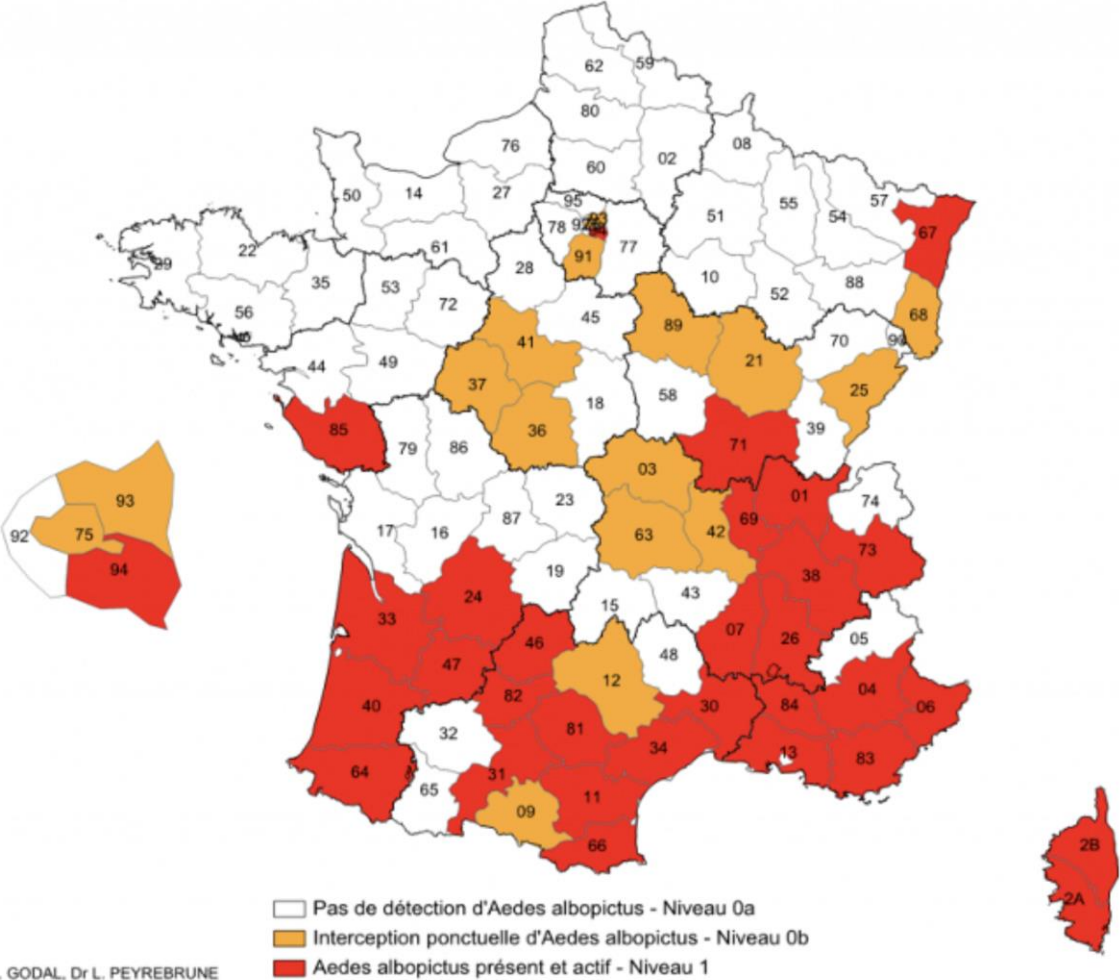 62 59
80
76 08
60 02
50 14 27 57
95 51 55 54
78 67
22 61 91 77
29 35 28 10 88
53 52
56 72 45 68
89 70
44 49 41 21
37 25
58
85 18
36 39
79 86 71
03
23 01 74
93 17 16 87 69
92 75 63 42 73
94 19 38
24 43
33 15
46 07 26 05
47 48
12
82 04
40 30 84 06
32 81
34 13 83
64 31
65 11
09
66
2B
2A
Pas de détection d'Aedes albopictus - Niveau 0a
Interception ponctuelle d'Aedes albopictus - Niveau 0b
. GODAL, Dr L. PEYREBRUNE
Aedes albopictus présent et actif - Niveau 1